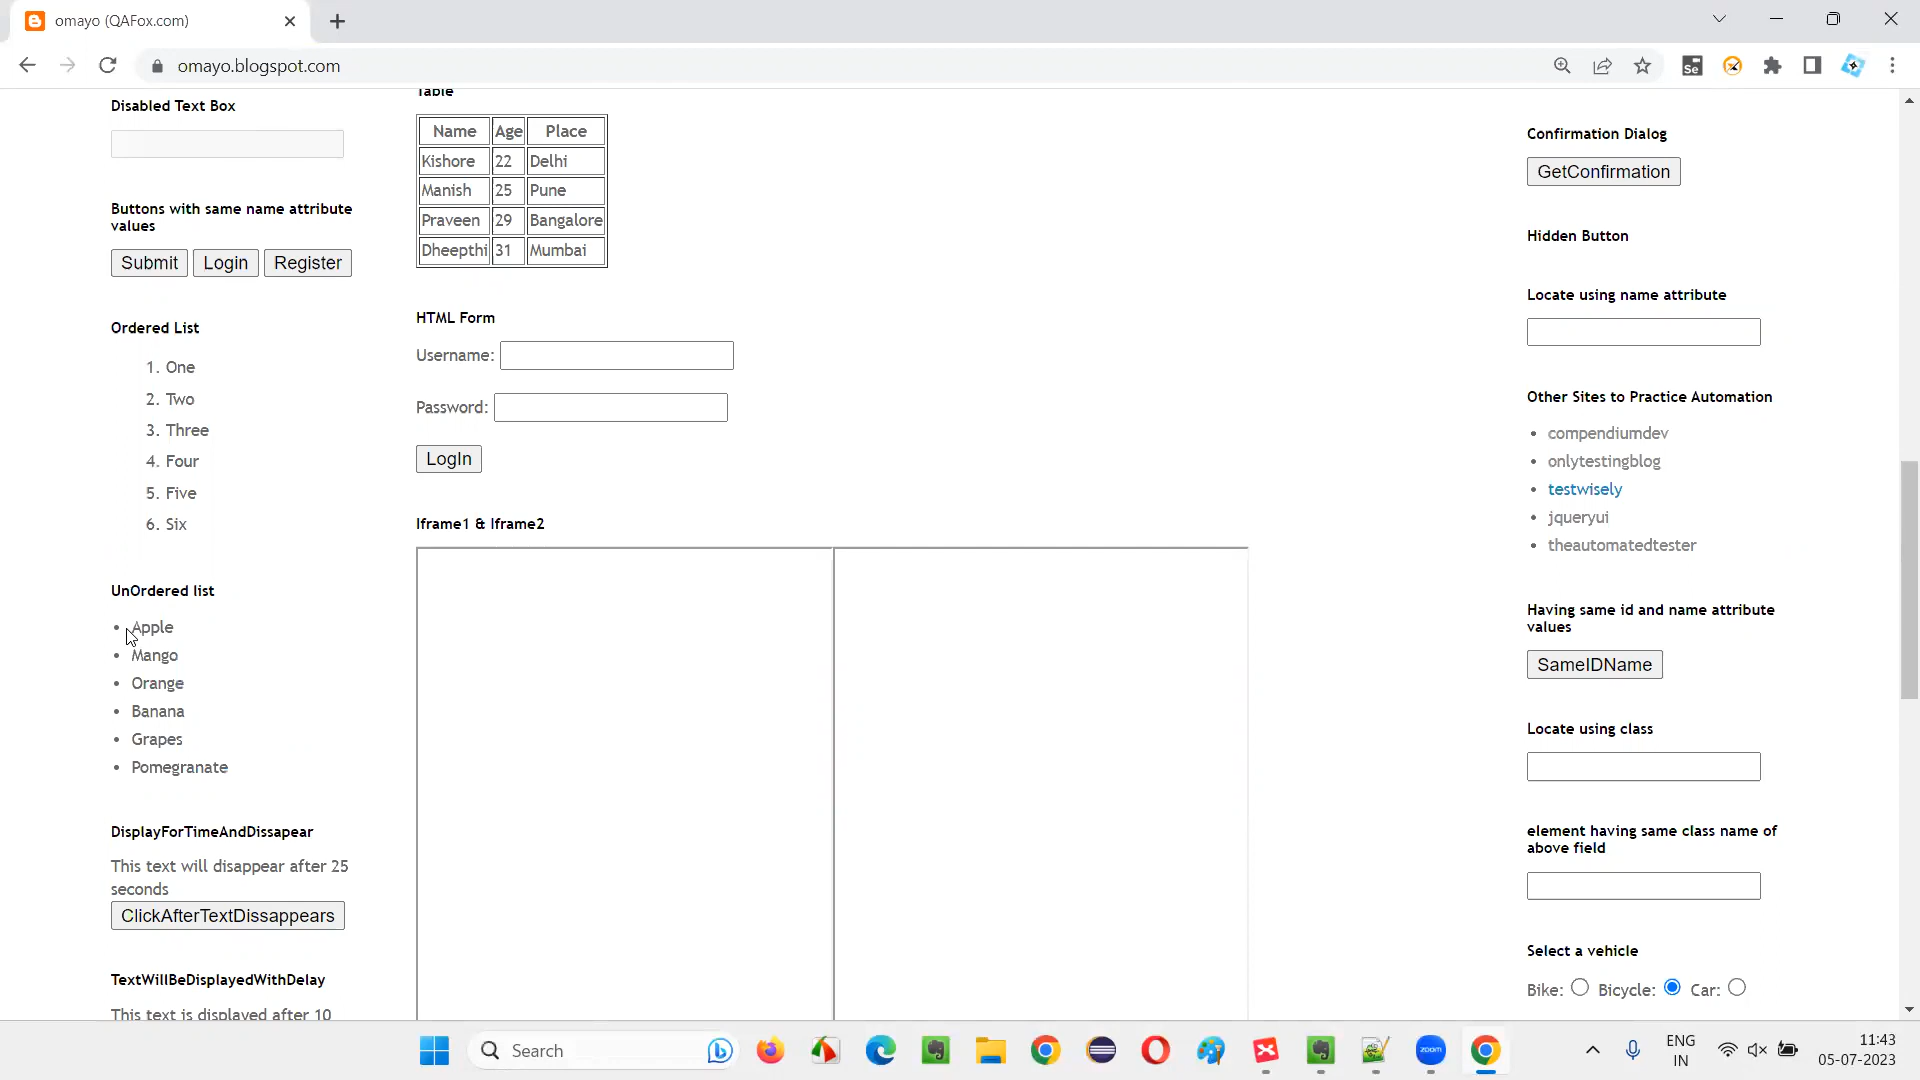 omayo (QAFox.com)
omayo.blogspot.com
Disabled Text Box
Buttons with same name attribute
values
Submit Login Register
Ordered List
1. One
2. Two
3. Three
4. Four
5. Five
6. Six
UnOrdered list
• Apple
• Mango
• Orange
• Banana
• Grapes
• Pomegranate
DisplayForTimeAndDissapear
This text will disappear after 25
seconds
ClickAfterTextDissappears
TextWillBeDisplayedWithDelay
This text is displayed after 10
Table
Name Age Place
Kishore 22 Delhi
Manish 25 Pune
Praveen 29 Bangalore
Dheepthi 31 Mumbai
HTML Form
Username:
Password:
LogIn
Iframe1 & Iframe2
Confirmation Dialog
GetConfirmation
Hidden Button
Locate using name attribute
Other Sites to Practice Automation
• compendiumdev
• onlytestingblog
• testwisely
• jqueryui
• theautomatedtester
Having same id and name attribute
values
SameIDName
Locate using class
element having same class name of
above field
Select a vehicle
Bike: Bicycle: Car:
Search
zoom
ENG
IN
11:43
05-07-2023
Se